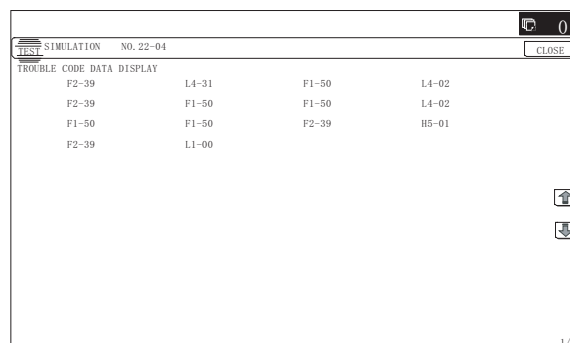 0
TEST SIMULATION NO. 22-04 CLOSE
TROUBLE CODE DATA DISPLAY
F2-39 L4-31 F1-50 L4-02
F2-39 F1-50 F1-50 L4-02
F1-50 F1-50 F2-39 H5-01
F2-39 L1-00
1/